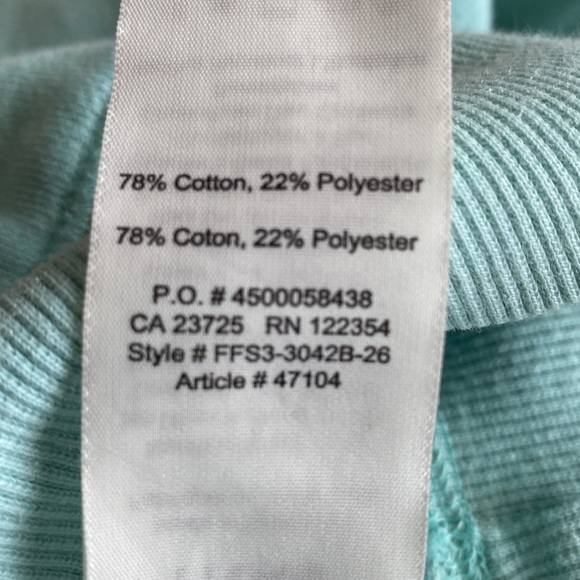 78% Cotton, 22% Polyester
78% Coton, 22% Polyester
P.O. # 4500058438
CA 23725 RN 122354
Style # FFS3-3042B-26
Article # 47104